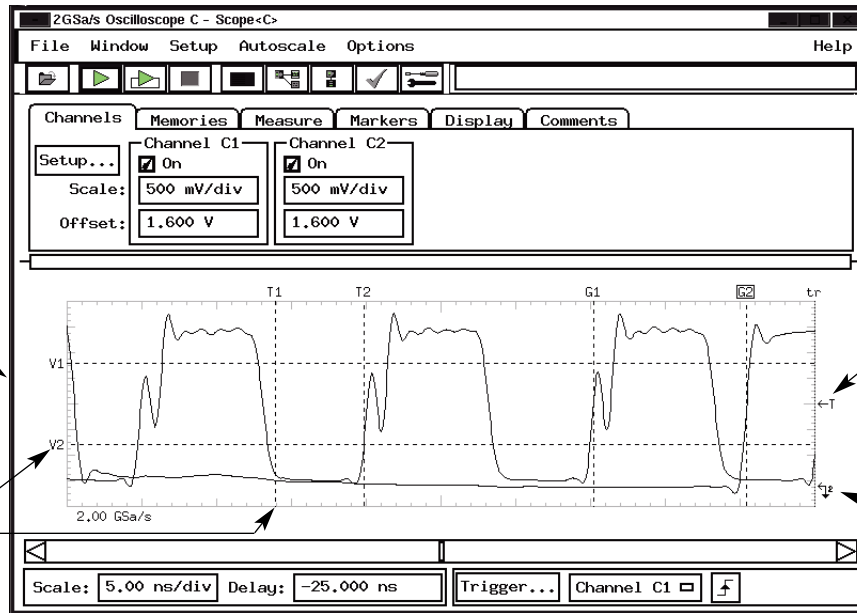 2GSa/s Oscilloscope C - Scope<C>
File Window Setup Autoscale Options Help
Channels Memories Measure Markers Display Comments
Channel C1 Channel C2
Setup... On On
Scale: 500 mV/div 500 mV/div
Offset: 1.600 V 1.600 V
T1 T2 G1 G2 tr
V1
T
V2
2
2.00 GSa/s
Scale: 5.00 ns/div Delay: -25.000 ns Trigger... Channel C1